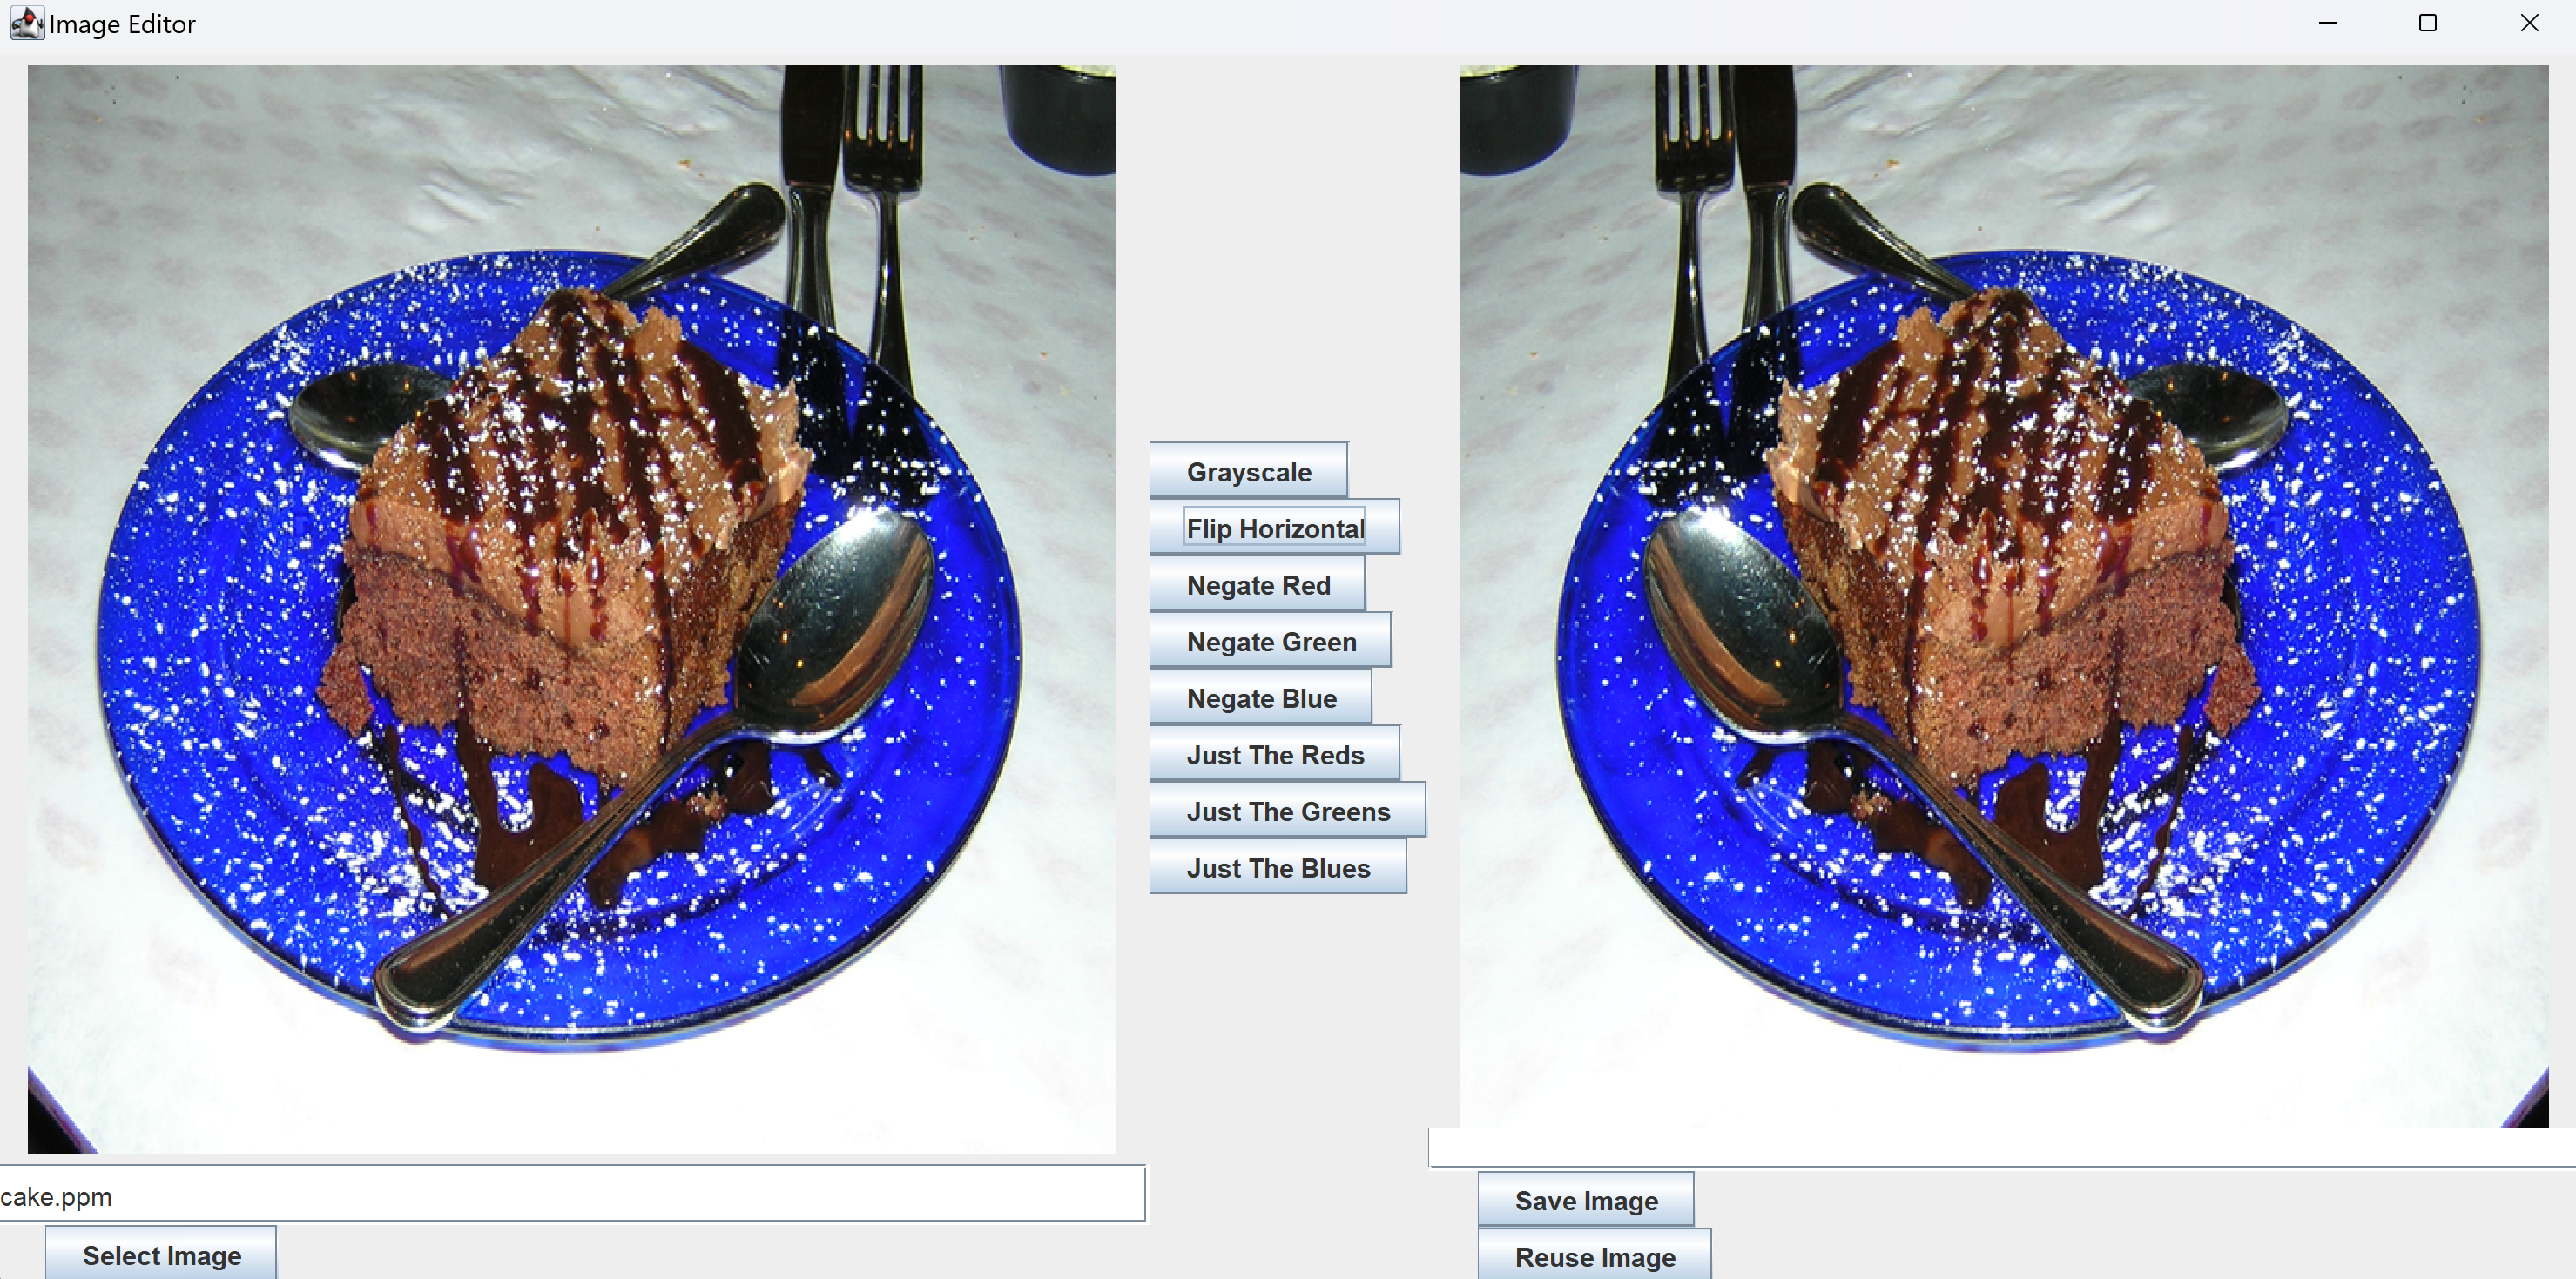 Image Editor
Grayscale
Flip Horizontal
Negate Red
Negate Green
Negate Blue
Just The Reds
Just The Greens
Just The Blues
cake.ppm
Select Image
Save Image
Reuse Image